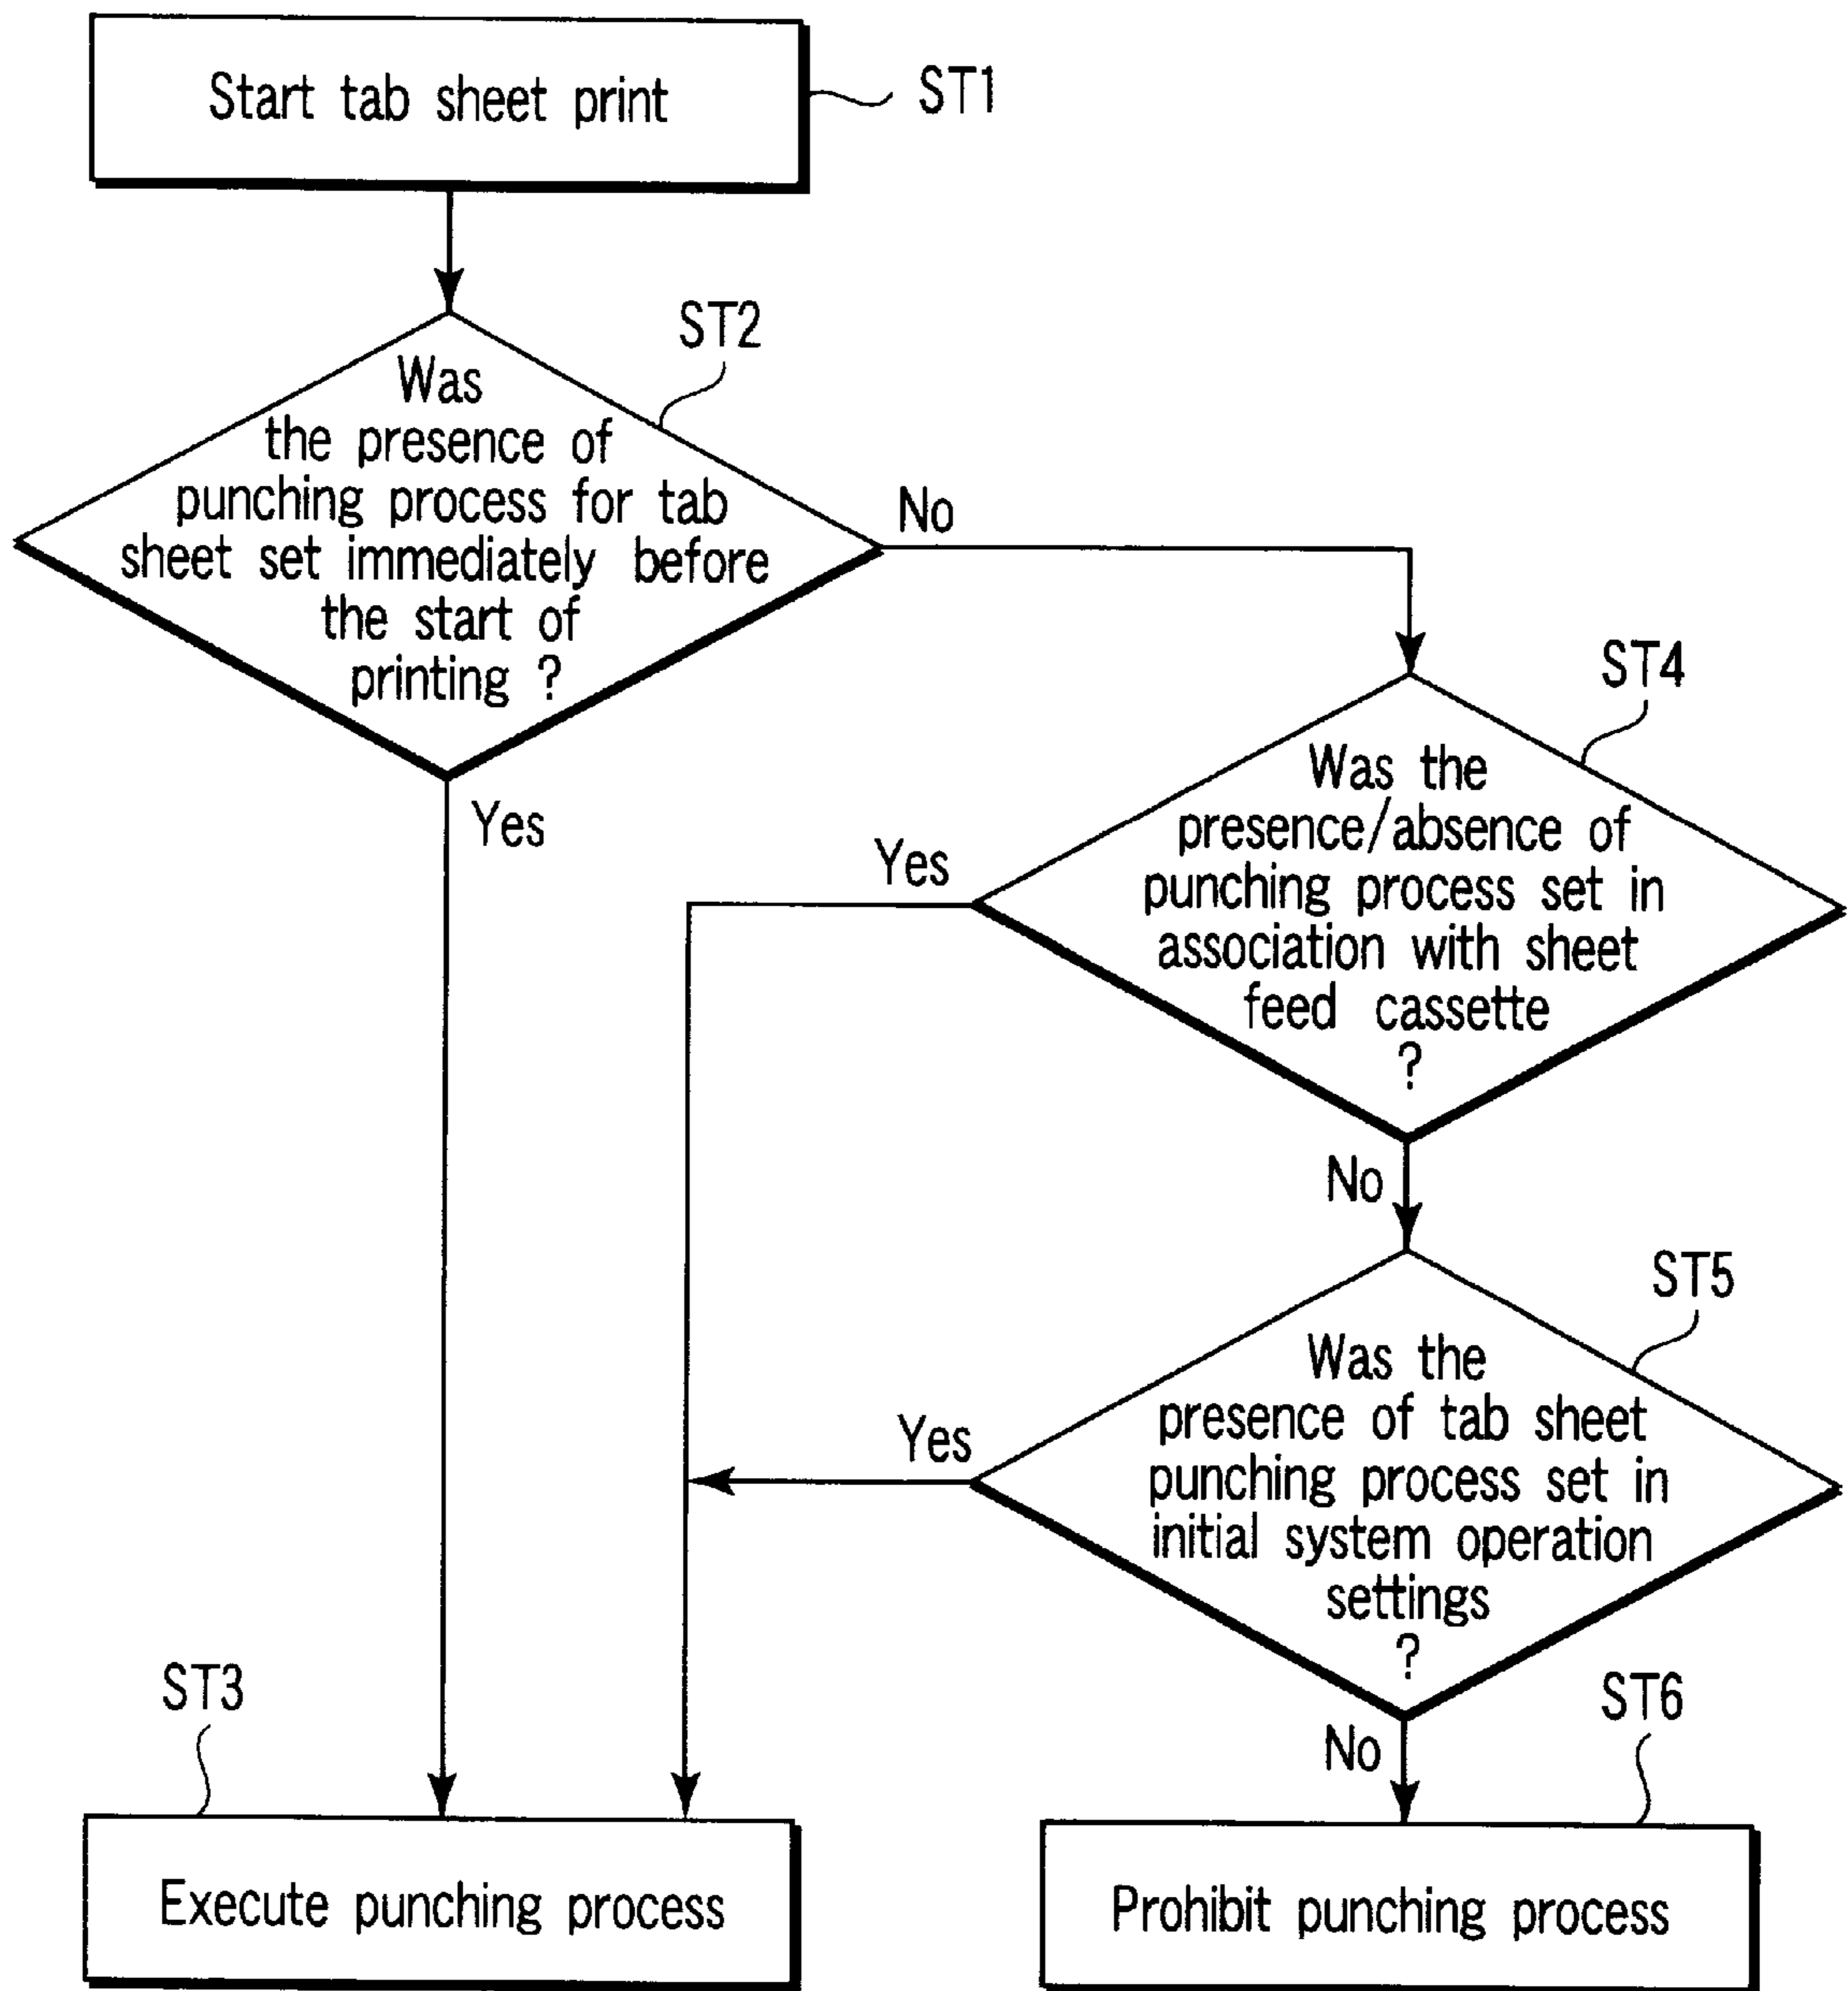 Start tab sheet print
ST1
ST2
Was
the presence of
punching process for tab
sheet set immediately before
the start of
printing ?
No
Yes
ST4
Was the
presence/absence of
punching process set in
association with sheet
feed cassette
?
Yes
No
ST5
Was the
presence of tab sheet
punching process set in
initial system operation
settings
?
Yes
No
ST3
Execute punching process
ST6
Prohibit punching process